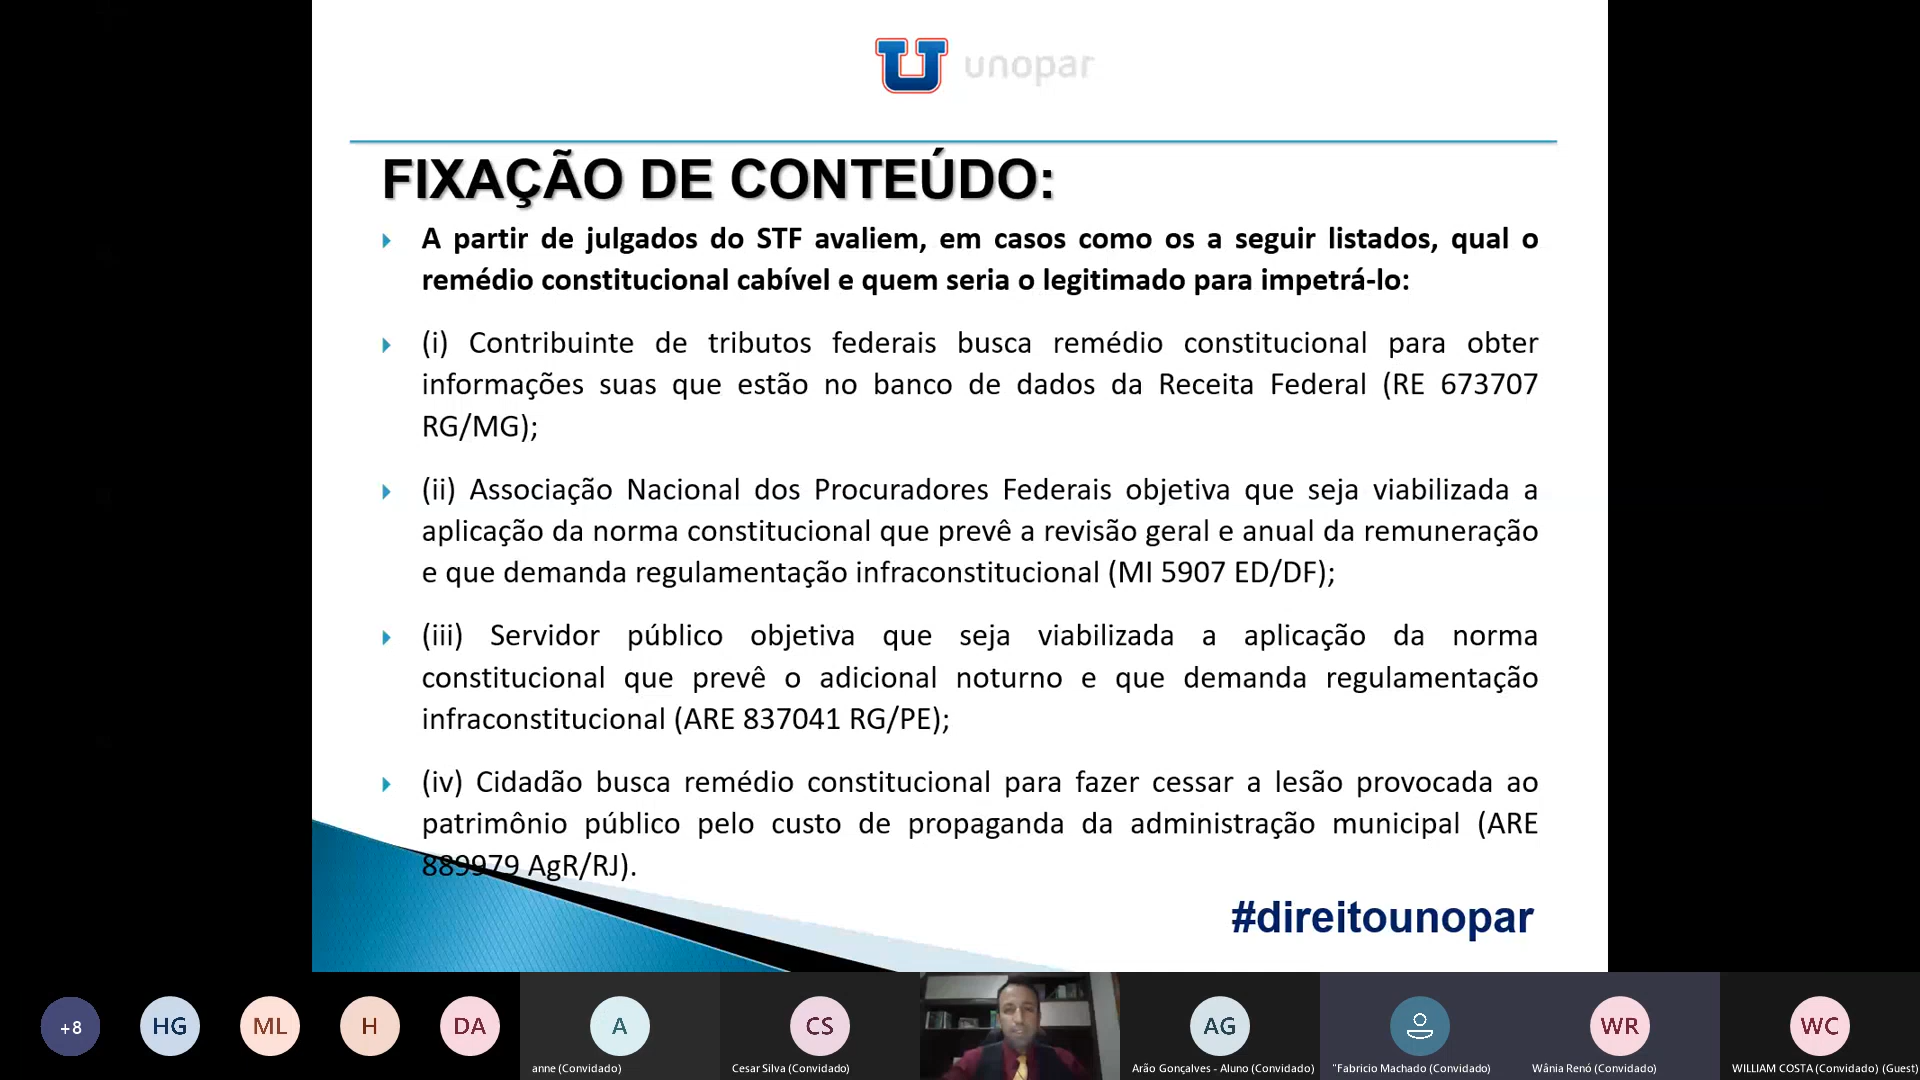 unopar
FIXAÇÃO DE CONTEÚDO:
A partir de julgados do STF avaliem, em casos como os a seguir listados, qual o
remédio constitucional cabível e quem seria o legitimado para impetrá-lo:
(i) Contribuinte de tributos federais busca remédio constitucional para obter
informações suas que estão no banco de dados da Receita Federal (RE 673707
RG/MG);
(ii) Associação Nacional dos Procuradores Federais objetiva que seja viabilizada a
aplicação da norma constitucional que prevê a revisão geral e anual da remuneração
e que demanda regulamentação infraconstitucional (MI 5907 ED/DF);
(iii) Servidor público objetiva que seja viabilizada a aplicação da norma
constitucional que prevê o adicional noturno e que demanda regulamentação
infraconstitucional (ARE 837041 RG/PE);
(iv) Cidadão busca remédio constitucional para fazer cessar a lesão provocada ao
patrimônio público pelo custo de propaganda da administração municipal (ARE
889979 AgR/RJ).
#direitounopar
+8 HG ML H DA A CS AG WR WC
anne (Convidado) Cesar Silva (Convidado) Arão Gonçalves - Aluno (Convidado) "Fabricio Machado (Convidado) Wânia Renó (Convidado) WILLIAM COSTA (Convidado) (Guest)